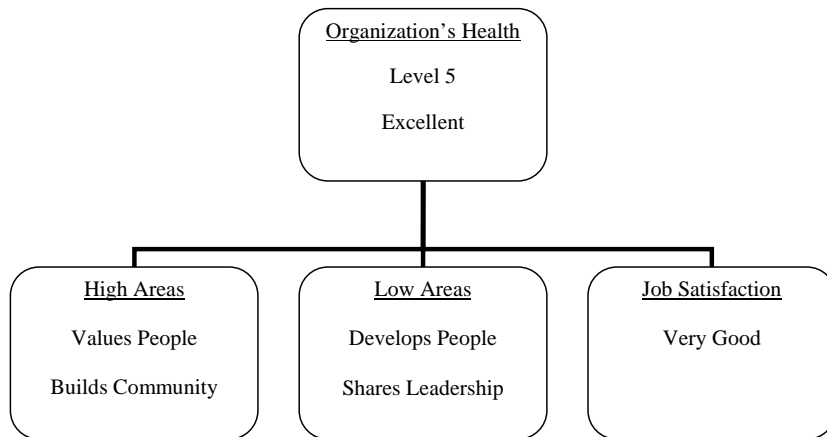 Organization’s Health
Level 5
Excellent
High Areas
Values People
Builds Community
Low Areas
Develops People
Shares Leadership
Job Satisfaction
Very Good